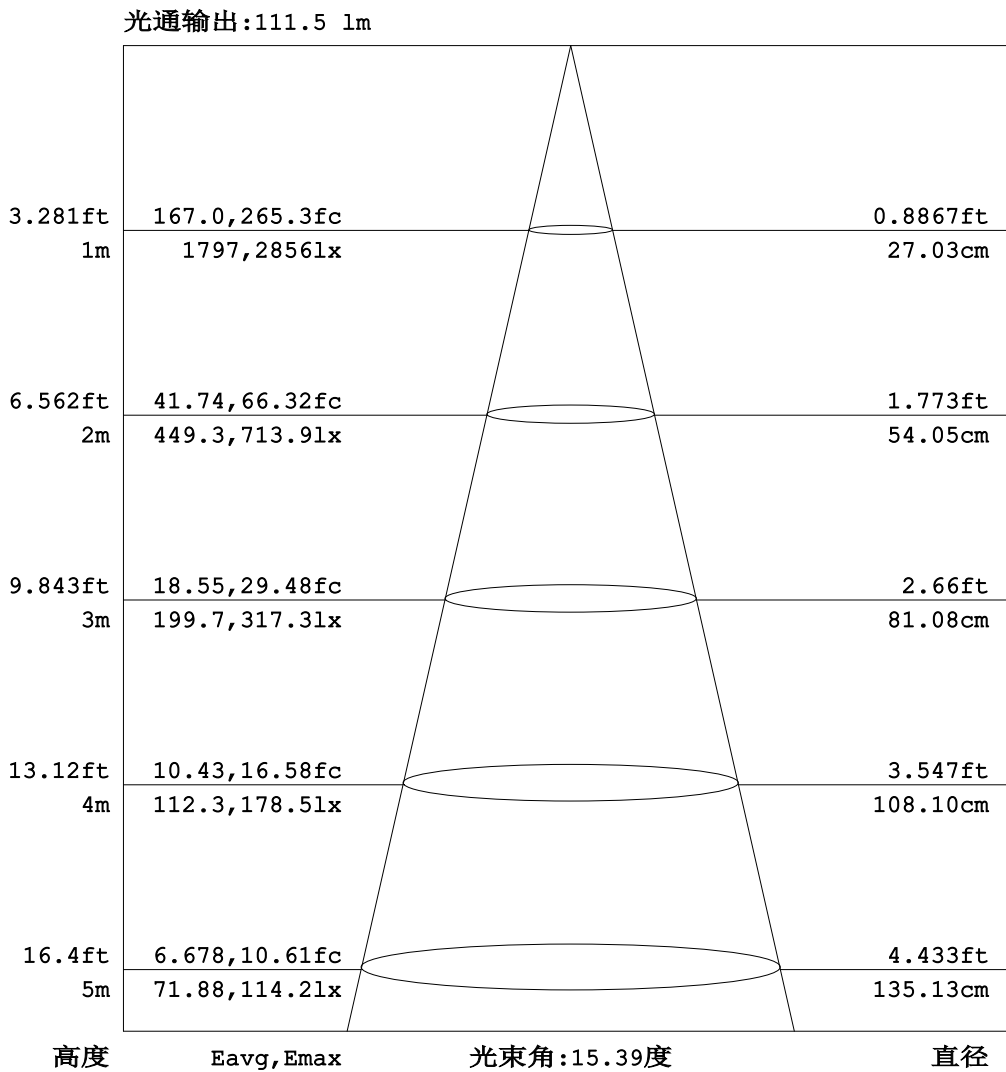 光通输出:111.5 lm
3.281ft 167.0,265.3fc 0.8867ft
1m 1797,2856lx 27.03cm
6.562ft 41.74,66.32fc 1.773ft
2m 449.3,713.9lx 54.05cm
9.843ft 18.55,29.48fc 2.66ft
3m 199.7,317.3lx 81.08cm
13.12ft 10.43,16.58fc 3.547ft
4m 112.3,178.5lx 108.10cm
16.4ft 6.678,10.61fc 4.433ft
5m 71.88,114.2lx 135.13cm
高度 Eavg,Emax 光束角:15.39度 直径